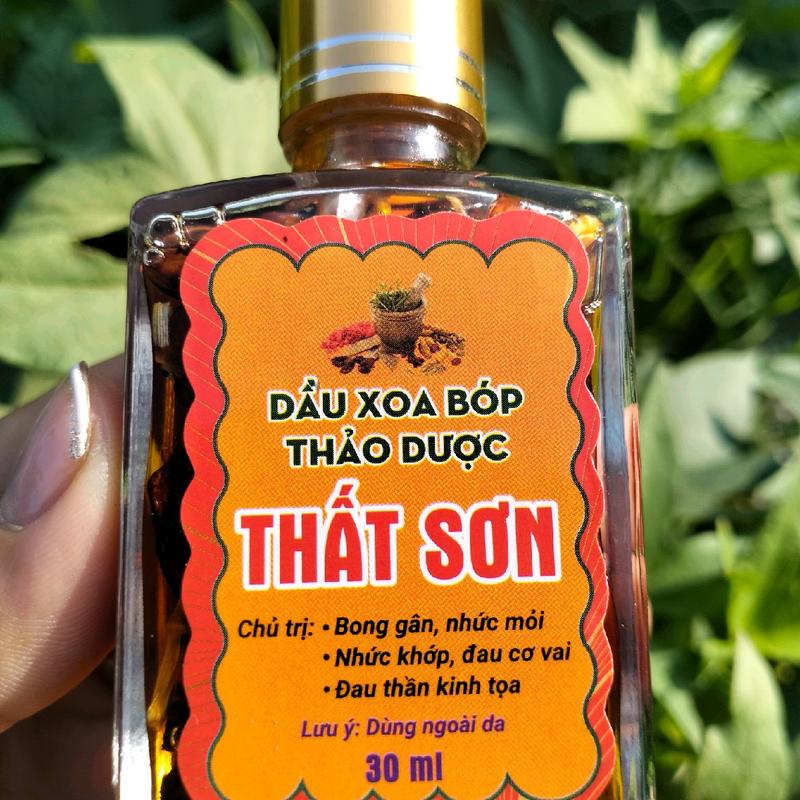 DẦU XOA BÓP
THẢO DƯỢC
THẤT SƠN
Chủ trị: • Bong gân, nhức mỏi
• Nhức khớp, đau cơ vai
• Đau thần kinh tọa
Lưu ý: Dùng ngoài da
30 ml